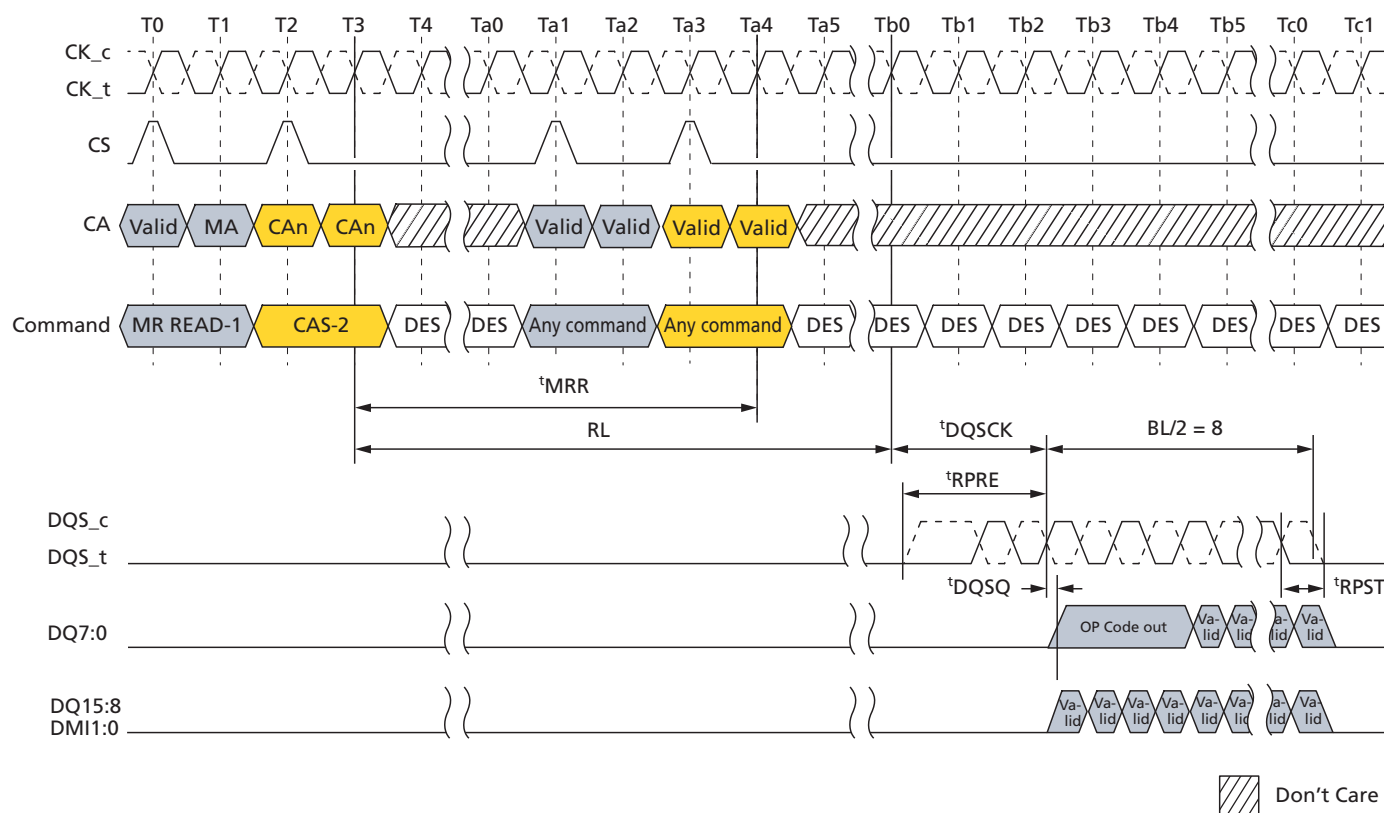 T0 T1 T2 T3 T4 Ta0 Ta1 Ta2 Ta3 Ta4 Ta5 Tb0 Tb1 Tb2 Tb3 Tb4 Tb5 Tc0 Tc1
CK_c
CK_t
CS
CA Valid MA CAn CAn Valid Valid Valid Valid
Command MR READ-1 CAS-2 DES DES Any command Any command DES DES DES DES DES DES DES DES DES
tMRR
RL tDQSCK BL/2 = 8
tRPRE
DQS_c
DQS_t
tDQSQ tRPST
DQ7:0 OP Code out Va- Va- a- Va-
lid lid lid lid
DQ15:8 Va- Va- Va- Va- Va- Va- a- Va-
DMI1:0 lid lid lid lid lid lid lid lid
Don't Care